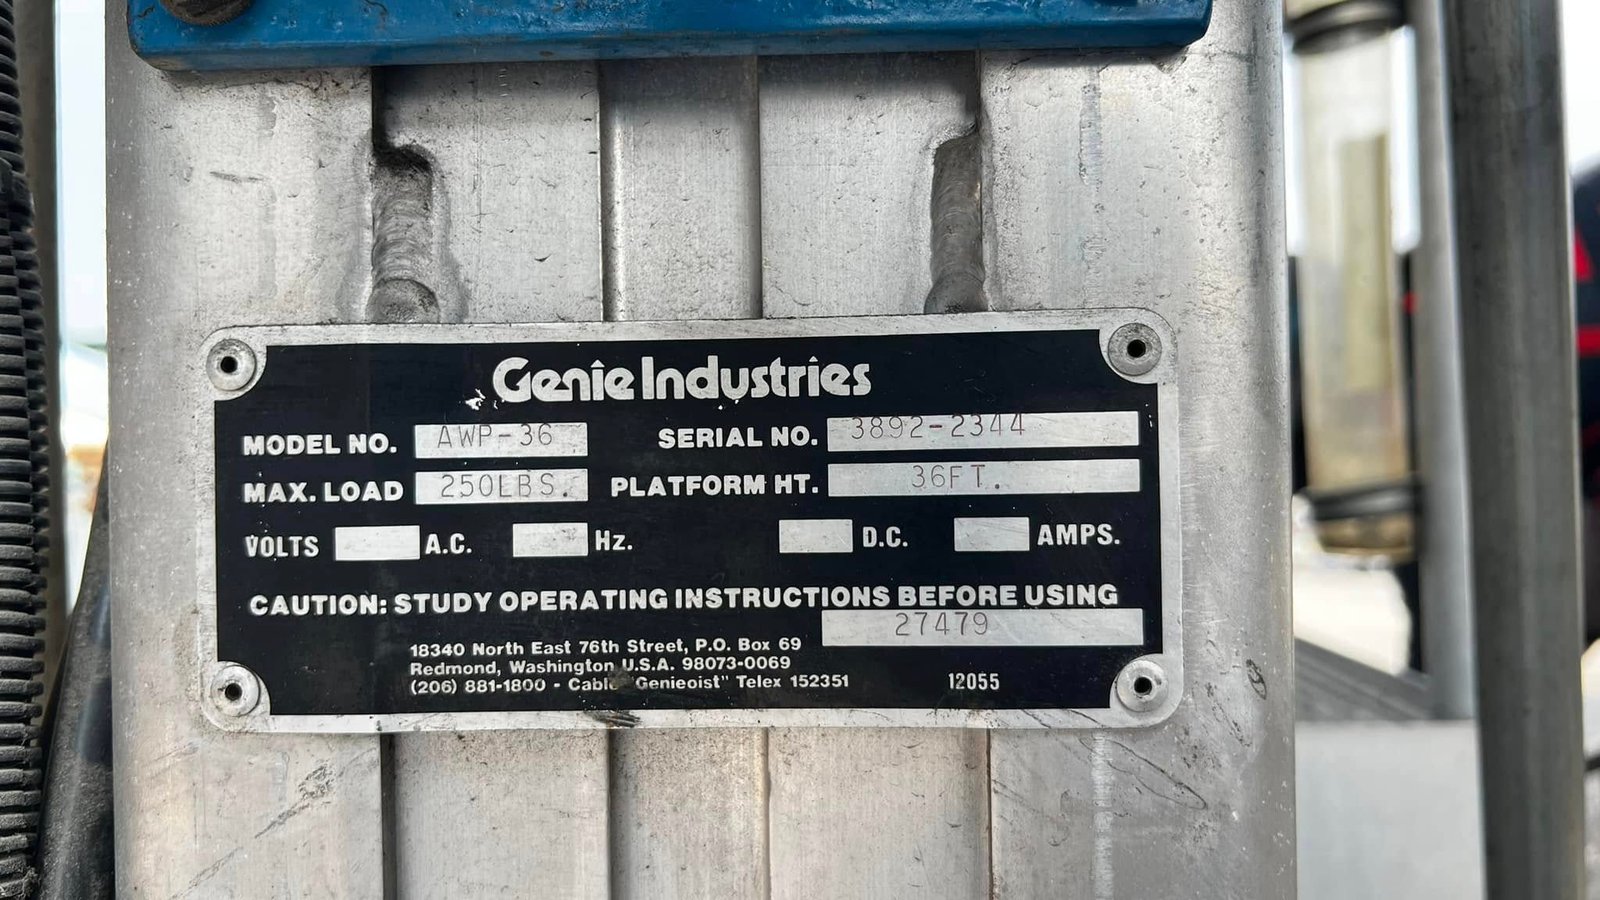 Genie Industries
MODEL NO. AWP-36 SERIAL NO. 3892-2344
MAX. LOAD 250LBS. PLATFORM HT. 36FT.
VOLTS A.C. Hz. D.C. AMPS.
CAUTION: STUDY OPERATING INSTRUCTIONS BEFORE USING
27479
18340 North East 76th Street, P.O. Box 69
Redmond, Washington U.S.A. 98073-0069
(206) 881-1800 - Cable "Genieoist" Telex 152351 12055